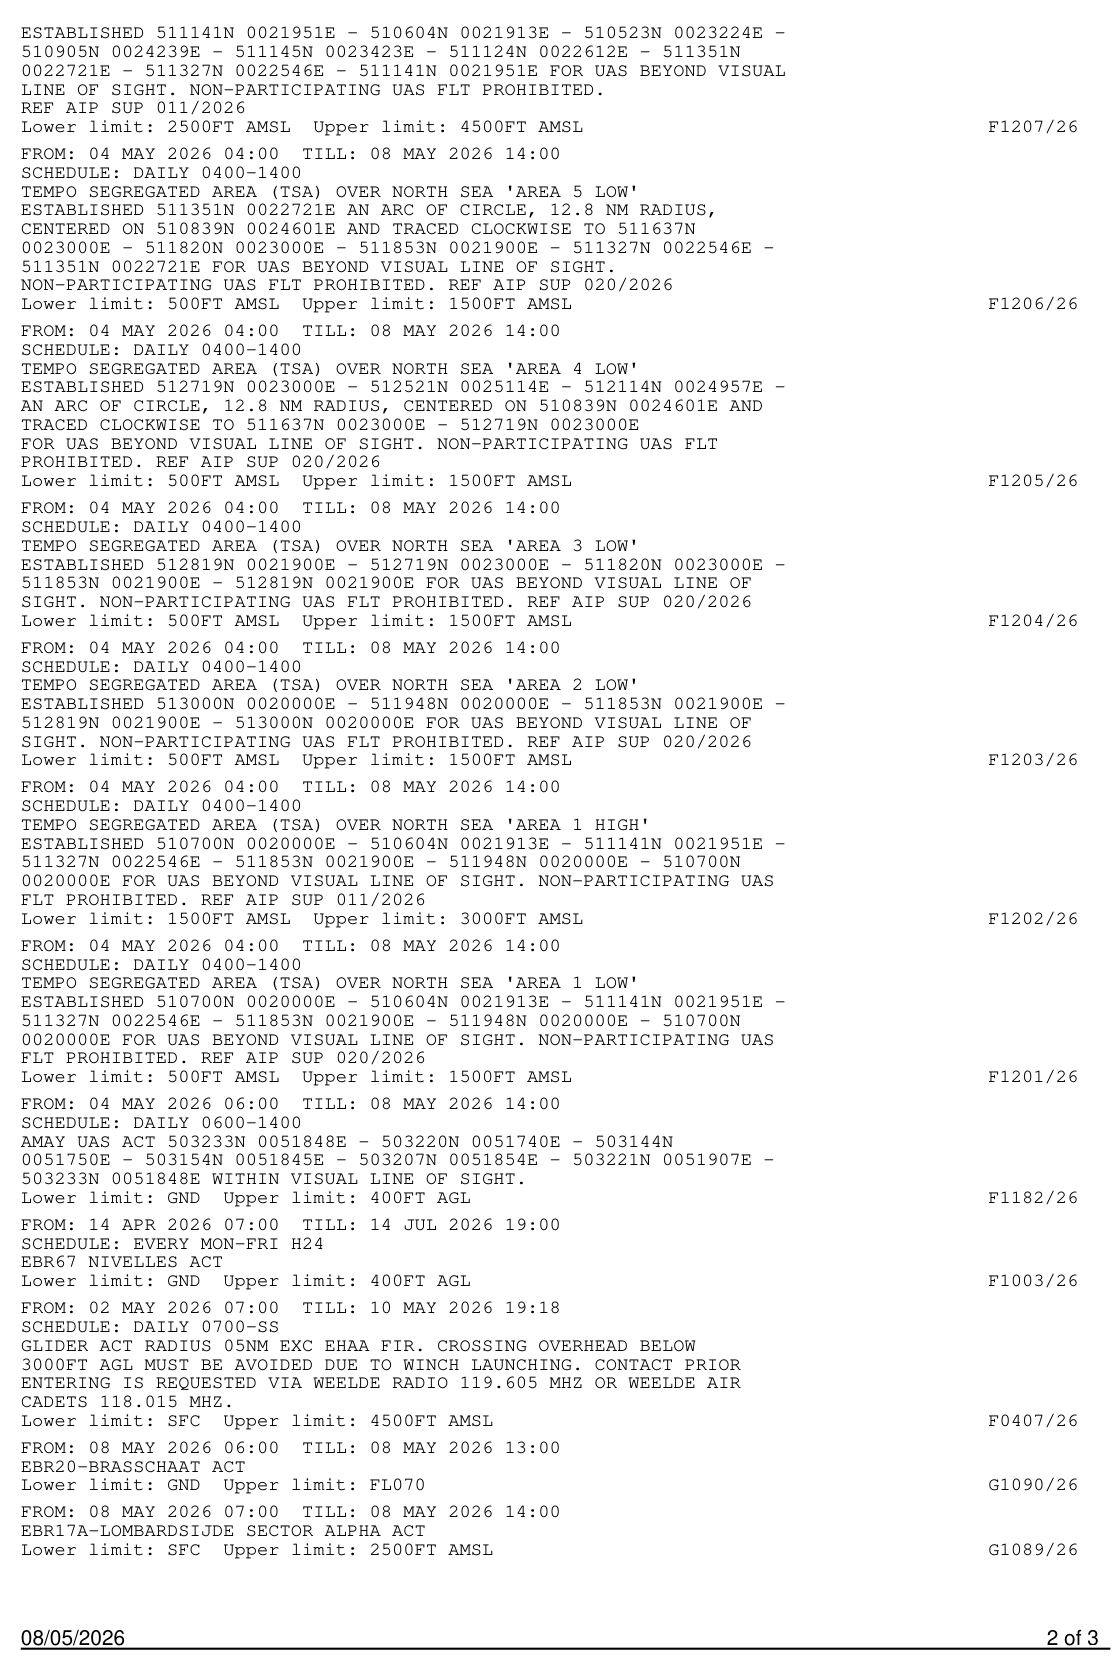 ESTABLISHED 511141N 0021951E - 510604N 0021913E - 510523N 0023224E -
510905N 0024239E - 511145N 0023423E - 511124N 0022612E - 511351N
0022721E - 511327N 0022546E - 511141N 0021951E FOR UAS BEYOND VISUAL
LINE OF SIGHT. NON-PARTICIPATING UAS FLT PROHIBITED.
REF AIP SUP 011/2026
Lower limit: 2500FT AMSL  Upper limit: 4500FT AMSL F1207/26
FROM: 04 MAY 2026 04:00  TILL: 08 MAY 2026 14:00
SCHEDULE: DAILY 0400-1400
TEMPO SEGREGATED AREA (TSA) OVER NORTH SEA 'AREA 5 LOW'
ESTABLISHED 511351N 0022721E AN ARC OF CIRCLE, 12.8 NM RADIUS,
CENTERED ON 510839N 0024601E AND TRACED CLOCKWISE TO 511637N
0023000E - 511820N 0023000E - 511853N 0021900E - 511327N 0022546E -
511351N 0022721E FOR UAS BEYOND VISUAL LINE OF SIGHT.
NON-PARTICIPATING UAS FLT PROHIBITED. REF AIP SUP 020/2026
Lower limit: 500FT AMSL  Upper limit: 1500FT AMSL F1206/26
FROM: 04 MAY 2026 04:00  TILL: 08 MAY 2026 14:00
SCHEDULE: DAILY 0400-1400
TEMPO SEGREGATED AREA (TSA) OVER NORTH SEA 'AREA 4 LOW'
ESTABLISHED 512719N 0023000E - 512521N 0025114E - 512114N 0024957E -
AN ARC OF CIRCLE, 12.8 NM RADIUS, CENTERED ON 510839N 0024601E AND
TRACED CLOCKWISE TO 511637N 0023000E - 512719N 0023000E
FOR UAS BEYOND VISUAL LINE OF SIGHT. NON-PARTICIPATING UAS FLT
PROHIBITED. REF AIP SUP 020/2026
Lower limit: 500FT AMSL  Upper limit: 1500FT AMSL F1205/26
FROM: 04 MAY 2026 04:00  TILL: 08 MAY 2026 14:00
SCHEDULE: DAILY 0400-1400
TEMPO SEGREGATED AREA (TSA) OVER NORTH SEA 'AREA 3 LOW'
ESTABLISHED 512819N 0021900E - 512719N 0023000E - 511820N 0023000E -
511853N 0021900E - 512819N 0021900E FOR UAS BEYOND VISUAL LINE OF
SIGHT. NON-PARTICIPATING UAS FLT PROHIBITED. REF AIP SUP 020/2026
Lower limit: 500FT AMSL  Upper limit: 1500FT AMSL F1204/26
FROM: 04 MAY 2026 04:00  TILL: 08 MAY 2026 14:00
SCHEDULE: DAILY 0400-1400
TEMPO SEGREGATED AREA (TSA) OVER NORTH SEA 'AREA 2 LOW'
ESTABLISHED 513000N 0020000E - 511948N 0020000E - 511853N 0021900E -
512819N 0021900E - 513000N 0020000E FOR UAS BEYOND VISUAL LINE OF
SIGHT. NON-PARTICIPATING UAS FLT PROHIBITED. REF AIP SUP 020/2026
Lower limit: 500FT AMSL  Upper limit: 1500FT AMSL F1203/26
FROM: 04 MAY 2026 04:00  TILL: 08 MAY 2026 14:00
SCHEDULE: DAILY 0400-1400
TEMPO SEGREGATED AREA (TSA) OVER NORTH SEA 'AREA 1 HIGH'
ESTABLISHED 510700N 0020000E - 510604N 0021913E - 511141N 0021951E -
511327N 0022546E - 511853N 0021900E - 511948N 0020000E - 510700N
0020000E FOR UAS BEYOND VISUAL LINE OF SIGHT. NON-PARTICIPATING UAS
FLT PROHIBITED. REF AIP SUP 011/2026
Lower limit: 1500FT AMSL  Upper limit: 3000FT AMSL F1202/26
FROM: 04 MAY 2026 04:00  TILL: 08 MAY 2026 14:00
SCHEDULE: DAILY 0400-1400
TEMPO SEGREGATED AREA (TSA) OVER NORTH SEA 'AREA 1 LOW'
ESTABLISHED 510700N 0020000E - 510604N 0021913E - 511141N 0021951E -
511327N 0022546E - 511853N 0021900E - 511948N 0020000E - 510700N
0020000E FOR UAS BEYOND VISUAL LINE OF SIGHT. NON-PARTICIPATING UAS
FLT PROHIBITED. REF AIP SUP 020/2026
Lower limit: 500FT AMSL  Upper limit: 1500FT AMSL F1201/26
FROM: 04 MAY 2026 06:00  TILL: 08 MAY 2026 14:00
SCHEDULE: DAILY 0600-1400
AMAY UAS ACT 503233N 0051848E - 503220N 0051740E - 503144N
0051750E - 503154N 0051845E - 503207N 0051854E - 503221N 0051907E -
503233N 0051848E WITHIN VISUAL LINE OF SIGHT.
Lower limit: GND  Upper limit: 400FT AGL F1182/26
FROM: 14 APR 2026 07:00  TILL: 14 JUL 2026 19:00
SCHEDULE: EVERY MON-FRI H24
EBR67 NIVELLES ACT
Lower limit: GND  Upper limit: 400FT AGL F1003/26
FROM: 02 MAY 2026 07:00  TILL: 10 MAY 2026 19:18
SCHEDULE: DAILY 0700-SS
GLIDER ACT RADIUS 05NM EXC EHAA FIR. CROSSING OVERHEAD BELOW
3000FT AGL MUST BE AVOIDED DUE TO WINCH LAUNCHING. CONTACT PRIOR
ENTERING IS REQUESTED VIA WEELDE RADIO 119.605 MHZ OR WEELDE AIR
CADETS 118.015 MHZ.
Lower limit: SFC  Upper limit: 4500FT AMSL F0407/26
FROM: 08 MAY 2026 06:00  TILL: 08 MAY 2026 13:00
EBR20-BRASSCHAAT ACT
Lower limit: GND  Upper limit: FL070 G1090/26
FROM: 08 MAY 2026 07:00  TILL: 08 MAY 2026 14:00
EBR17A-LOMBARDSIJDE SECTOR ALPHA ACT
Lower limit: SFC  Upper limit: 2500FT AMSL G1089/26
08/05/2026 2 of 3